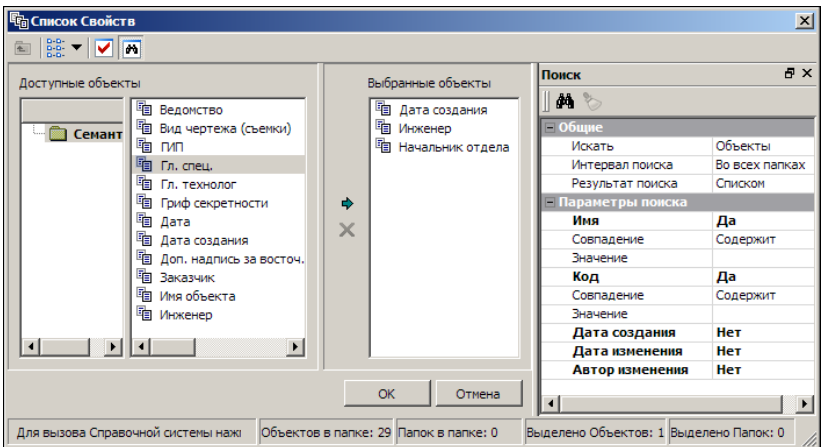 Список Свойств
Доступные объекты
Семант
Ведомство
Вид чертежа (съемки)
ГИП
Гл. спец.
Гл. технолог
Гриф секретности
Дата
Дата создания
Доп. надпись за восточ.
Заказчик
Имя объекта
Инженер
Выбранные объекты
Дата создания
Инженер
Начальник отдела
OK
Отмена
Поиск
Общие
Искать Объекты
Интервал поиска Во всех папках
Результат поиска Списком
Параметры поиска
Имя Да
Совпадение Содержит
Значение
Код Да
Совпадение Содержит
Значение
Дата создания Нет
Дата изменения Нет
Автор изменения Нет
Для вызова Справочной системы наж Объектов в папке: 29 Папок в папке: 0 Выделено Объектов: 1 Выделено Папок: 0